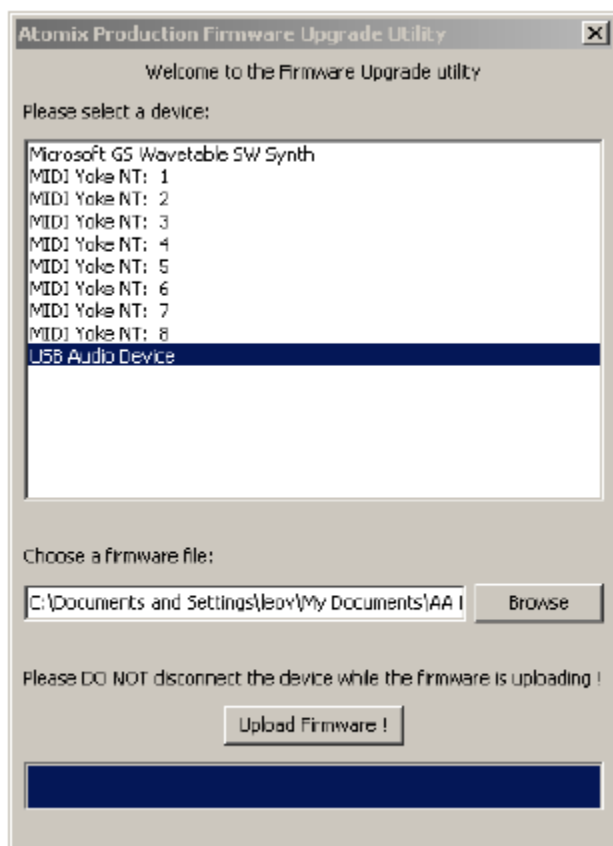 Atomix Production Firmware Upgrade Utility
Welcome to the Firmware Upgrade utility
Please select a device:
Microsoft GS Wavetable SW Synth
MIDI Yoke NT: 1
MIDI Yoke NT: 2
MIDI Yoke NT: 3
MIDI Yoke NT: 4
MIDI Yoke NT: 5
MIDI Yoke NT: 6
MIDI Yoke NT: 7
MIDI Yoke NT: 8
USB Audio Device
Choose a firmware file:
C:\Documents and Settings\leov\My Documents\AA
Browse
Please DO NOT disconnect the device while the firmware is uploading !
Upload Firmware !